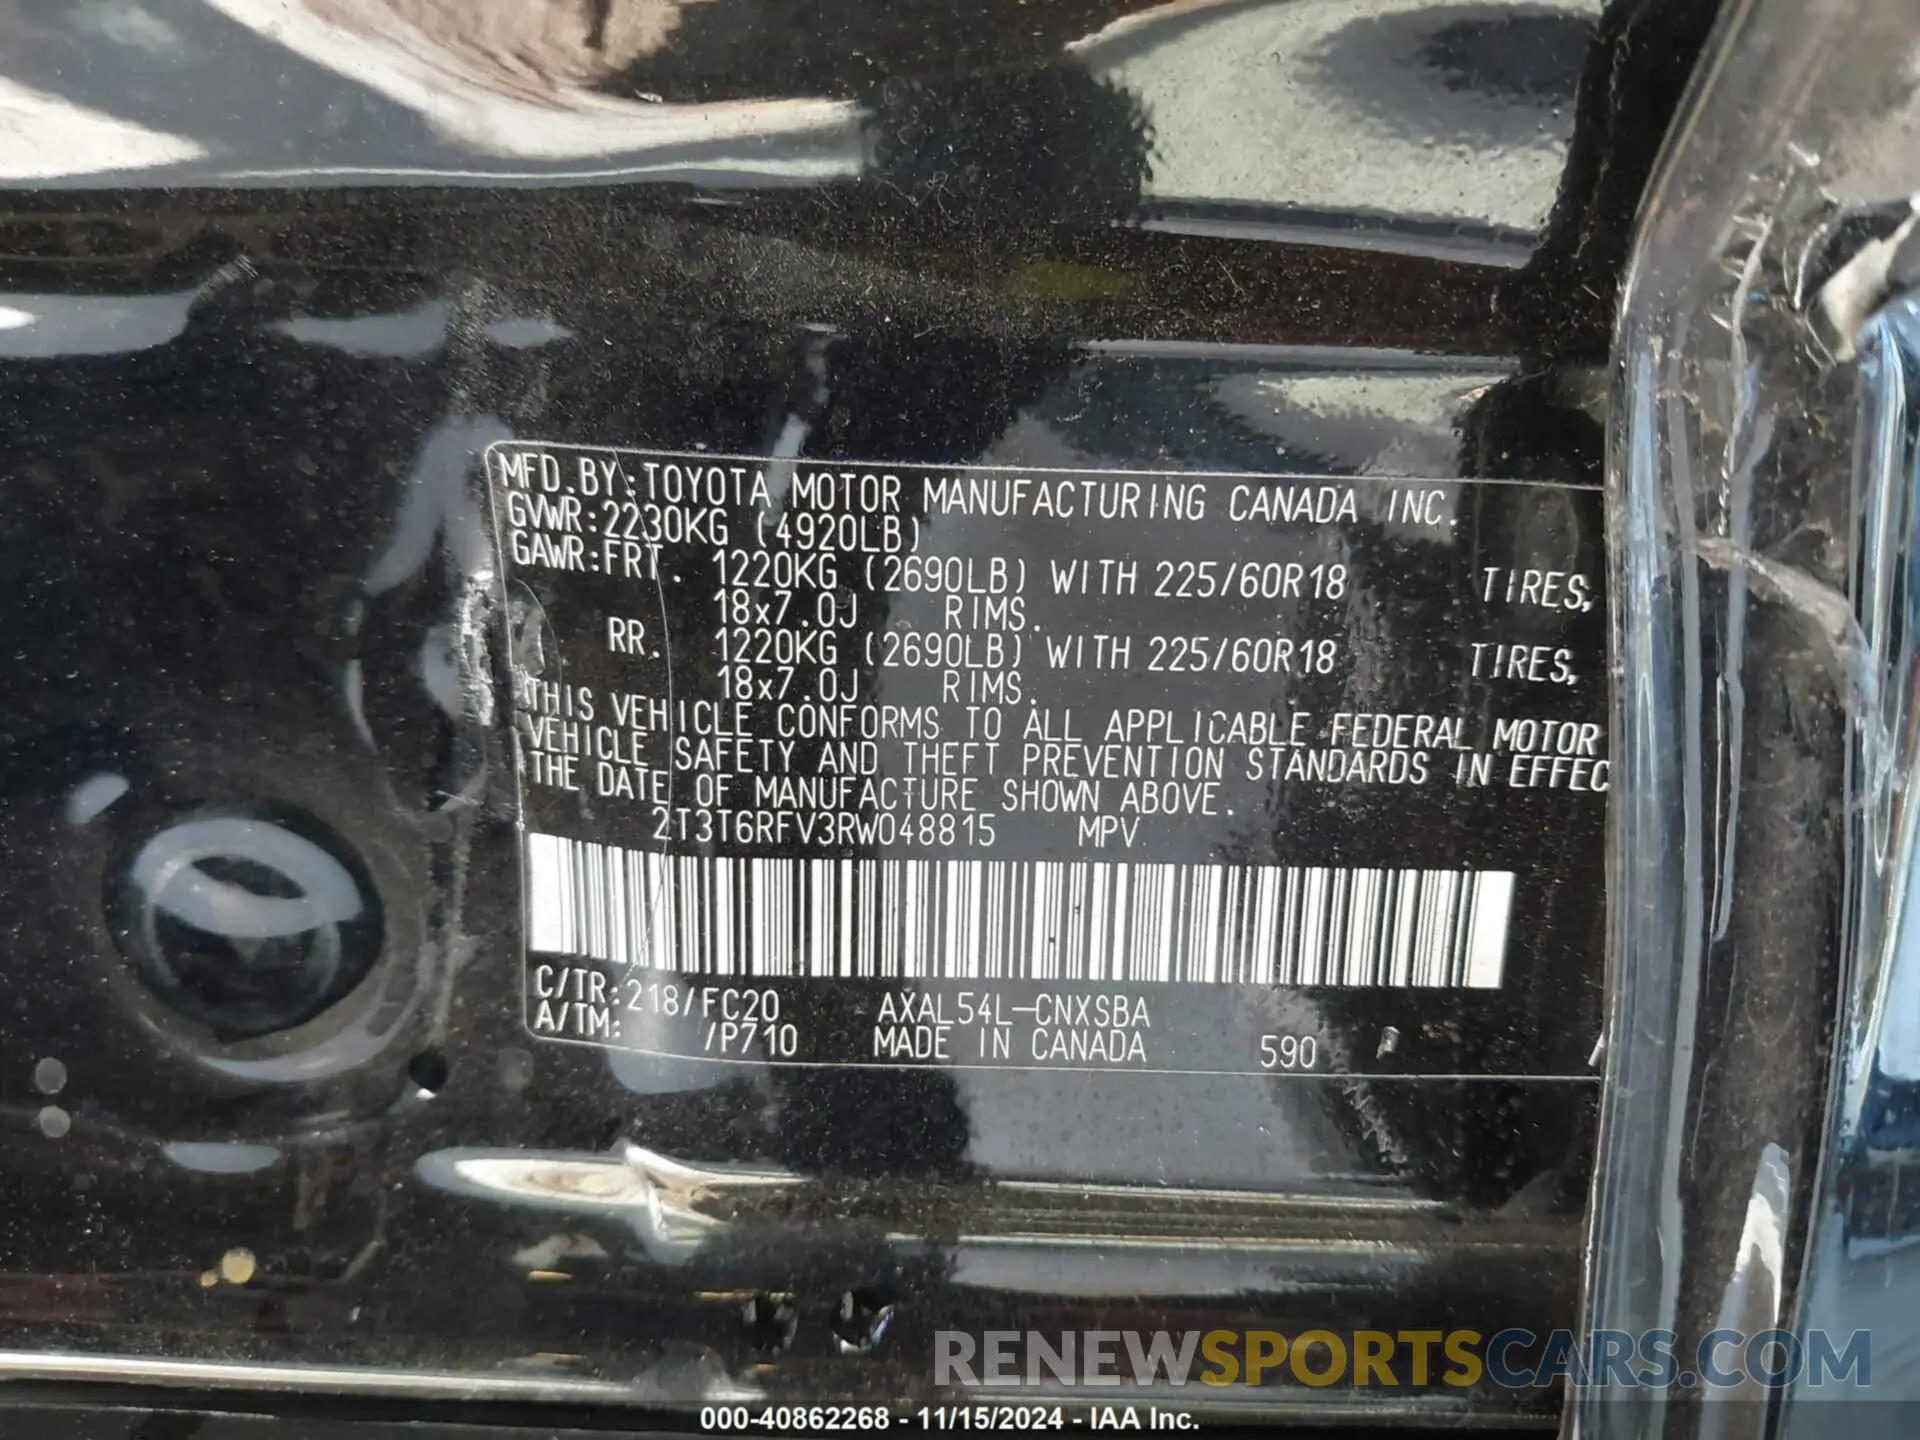 MFD.BY:TOYOTA MOTOR MANUFACTURING CANADA INC.
GVWR:2230KG (4920LB)
GAWR:FRT. 1220KG (2690LB) WITH 225/60R18 TIRES,
18x7.0J RIMS.
RR. 1220KG (2690LB) WITH 225/60R18 TIRES,
18x7.0J RIMS.
THIS VEHICLE CONFORMS TO ALL APPLICABLE FEDERAL MOTOR
VEHICLE SAFETY AND THEFT PREVENTION STANDARDS IN EFFEC
THE DATE OF MANUFACTURE SHOWN ABOVE.
2T3T6RFV3RW048815 MPV
C/TR:218/FC20 AXAL54L-CNXSBA
A/TM: /P710 MADE IN CANADA 590
RENEWSPORTSCARS.COM
000-40862268 - 11/15/2024 - IAA Inc.